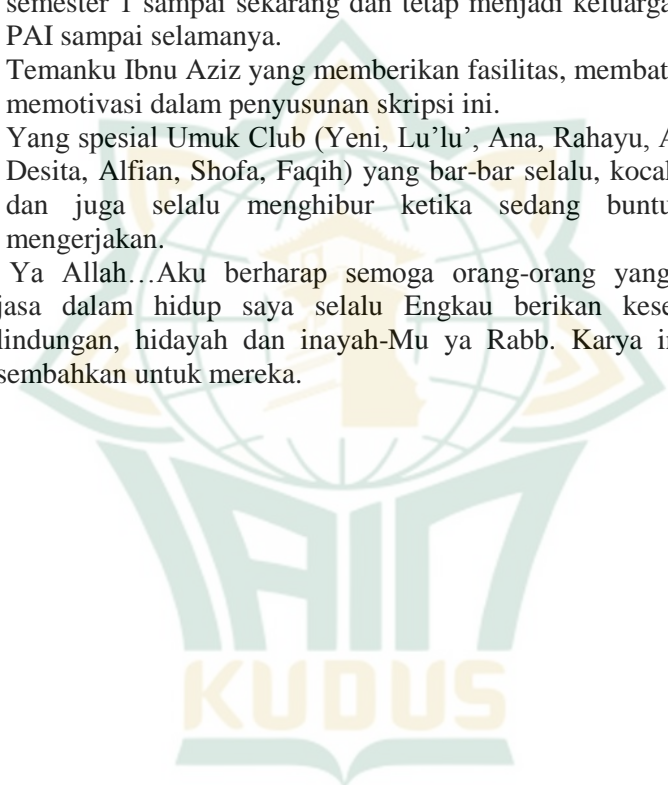 semester 1 sampai sekarang dan tetap menjadi keluarga
PAI sampai selamanya.
Temanku Ibnu Aziz yang memberikan fasilitas, membat
memotivasi dalam penyusunan skripsi ini.
Yang spesial Umuk Club (Yeni, Lu’lu’, Ana, Rahayu, A
Desita, Alfian, Shofa, Faqih) yang bar-bar selalu, kocal
dan juga selalu menghibur ketika sedang buntu
mengerjakan.
Ya Allah…Aku berharap semoga orang-orang yang
jasa dalam hidup saya selalu Engkau berikan kese
lindungan, hidayah dan inayah-Mu ya Rabb. Karya in
sembahkan untuk mereka.
IAIN
KUDUS